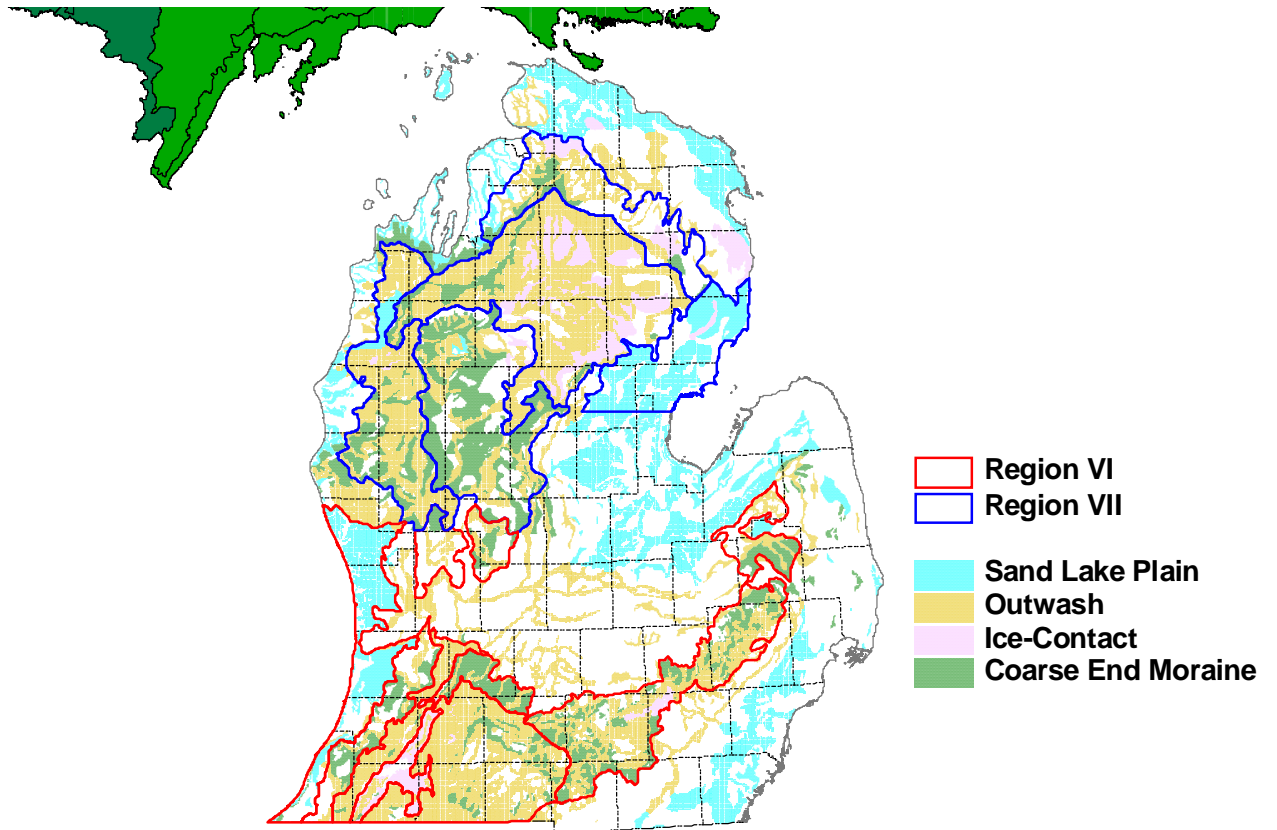 Region VI
Region VII
Sand Lake Plain
Outwash
Ice-Contact
Coarse End Moraine